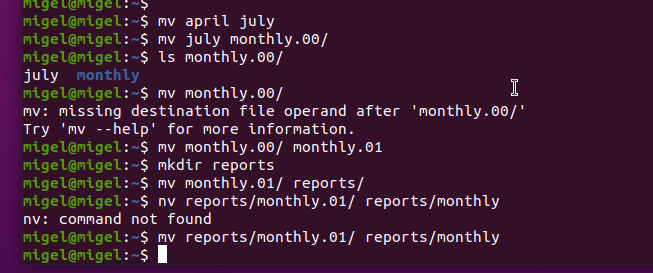 migel@migel:~$
migel@migel:~$ mv april july
migel@migel:~$ mv july monthly.00/
migel@migel:~$ ls monthly.00/
july  monthly
migel@migel:~$ mv monthly.00/
mv: missing destination file operand after 'monthly.00/'
Try 'mv --help' for more information.
migel@migel:~$ mv monthly.00/ monthly.01
migel@migel:~$ mkdir reports
migel@migel:~$ mv monthly.01/ reports/
migel@migel:~$ nv reports/monthly.01/ reports/monthly
nv: command not found
migel@migel:~$ mv reports/monthly.01/ reports/monthly
migel@migel:~$